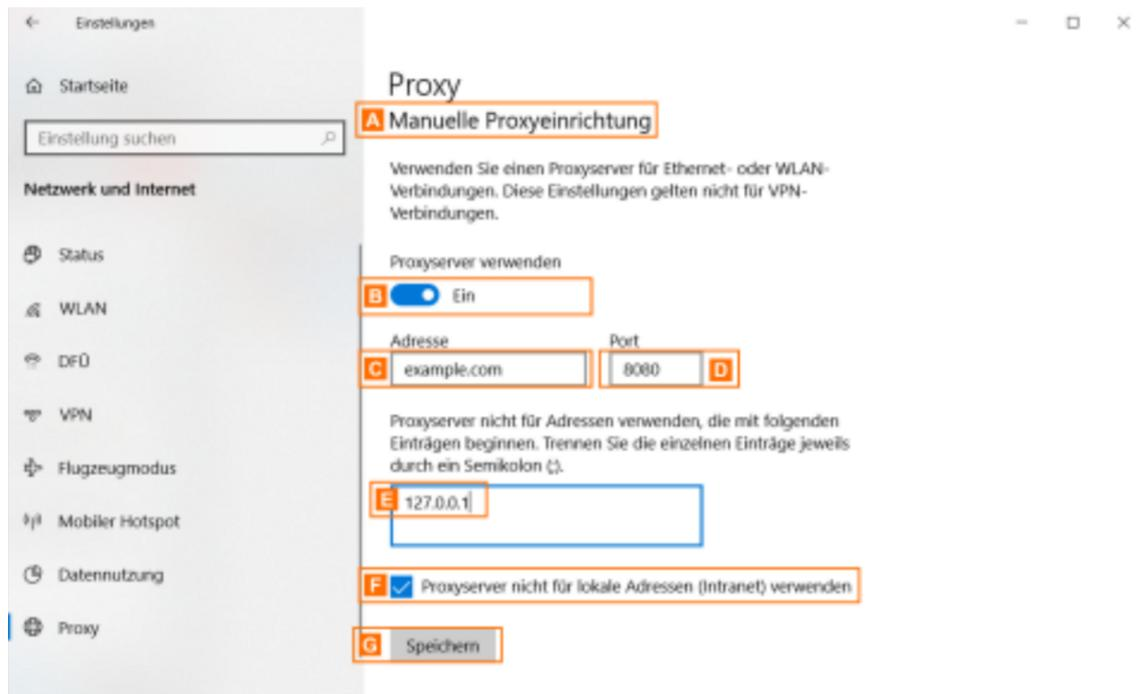 Einstellungen
Startseite
Einstellung suchen
Netzwerk und Internet
Status
WLAN
DFÜ
VPN
Flugzeugmodus
Mobiler Hotspot
Datennutzung
Proxy
Proxy
A Manuelle Proxyeinrichtung
Verwenden Sie einen Proxyserver für Ethernet- oder WLAN-
Verbindungen. Diese Einstellungen gelten nicht für VPN-
Verbindungen.
Proxyserver verwenden
B Ein
Adresse Port
C example.com 8080 D
Proxyserver nicht für Adressen verwenden, die mit folgenden
Einträgen beginnen. Trennen Sie die einzelnen Einträge jeweils
durch ein Semikolon (;).
E 127.0.0.1
F Proxyserver nicht für lokale Adressen (Intranet) verwenden
G Speichern